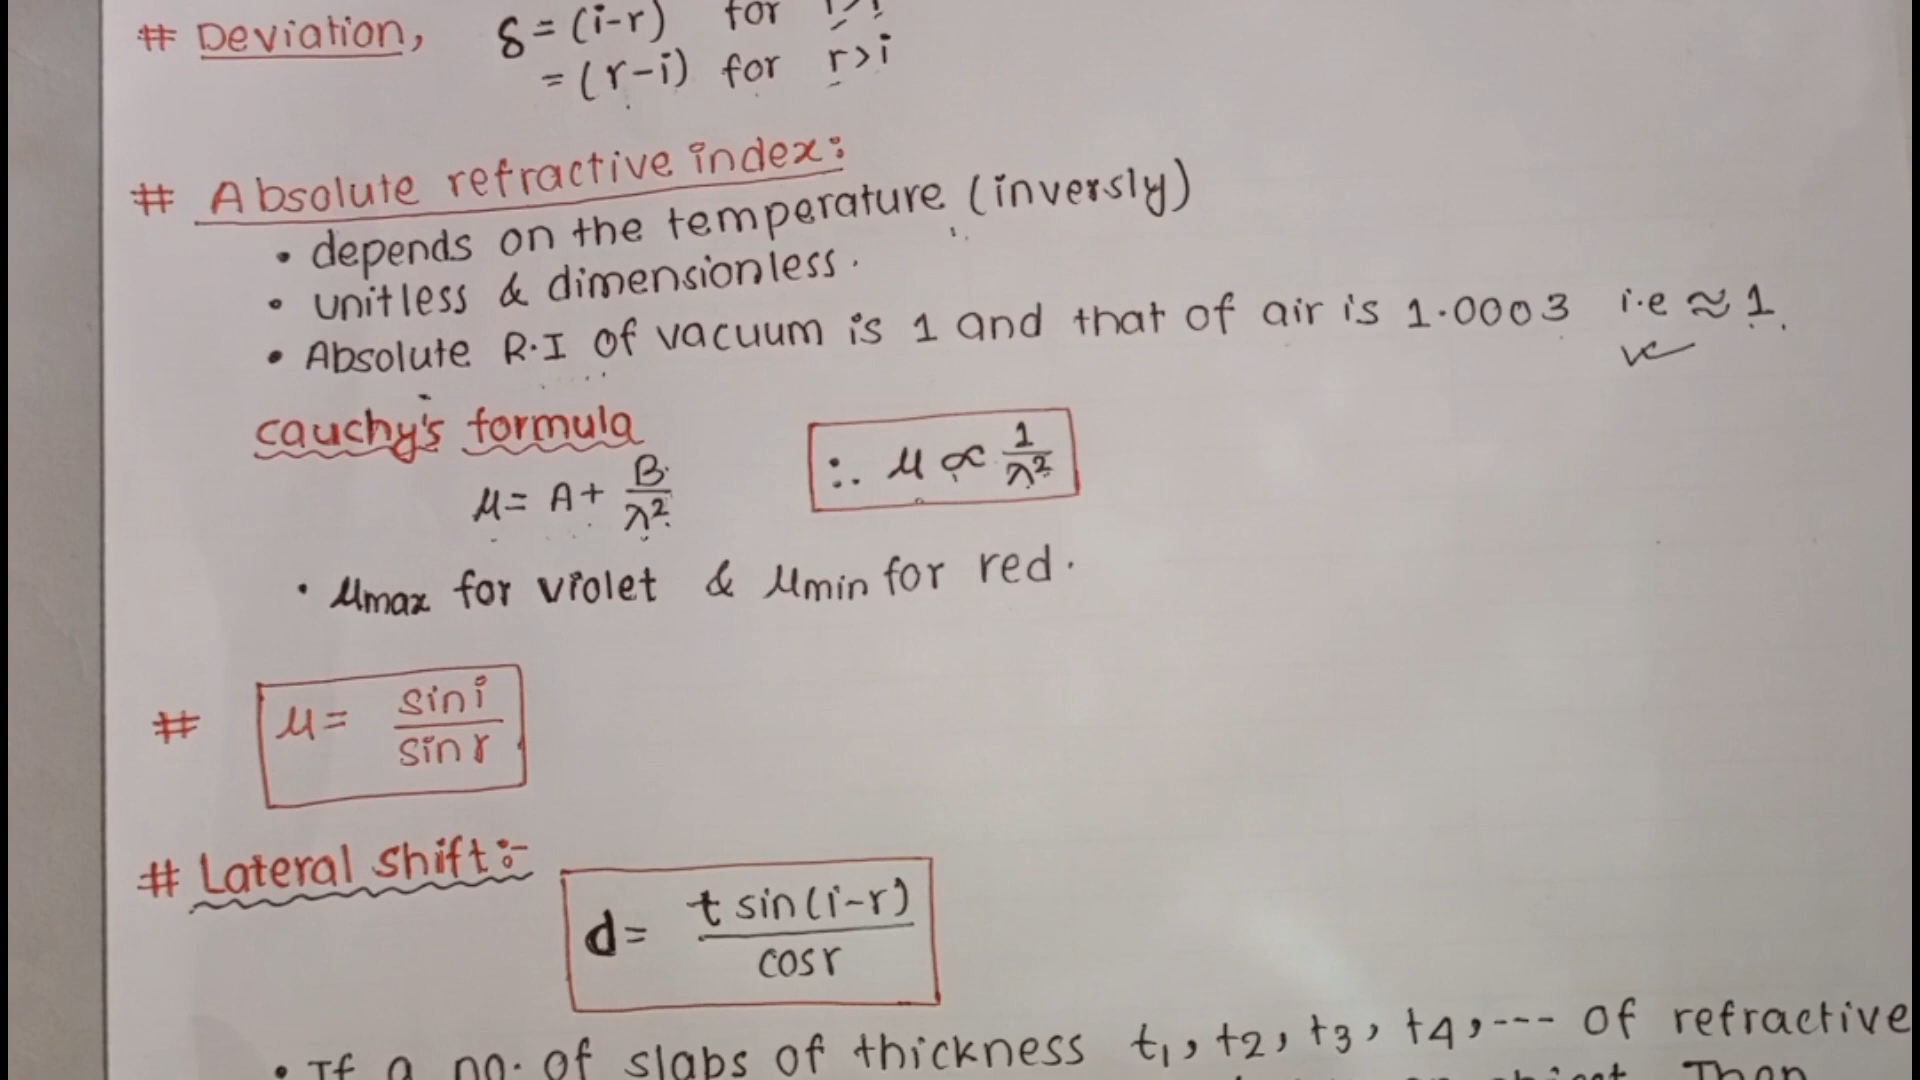 # Deviation, δ = (i-r) for i>r
= (r-i) for r>i
# Absolute refractive index:
• depends on the temperature (inversly)
• unitless & dimensionless.
• Absolute R.I of vacuum is 1 and that of air is 1.0003 i.e ≈ 1
cauchy's formula
μ = A + B/λ²
∴ μ ∝ 1/λ²
• μmax for violet & μmin for red.
# μ = sin i / sin r
# Lateral shift:-
d = t sin(i-r) / cos r
• If a no. of slabs of thickness t1, t2, t3, t4, --- of refractive
object Then